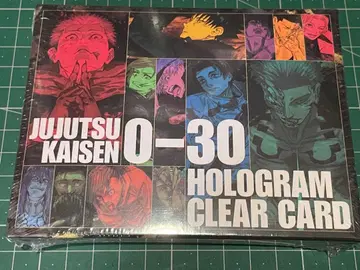 JUJUTSU
KAISEN 0-30
HOLOGRAM
CLEAR CARD